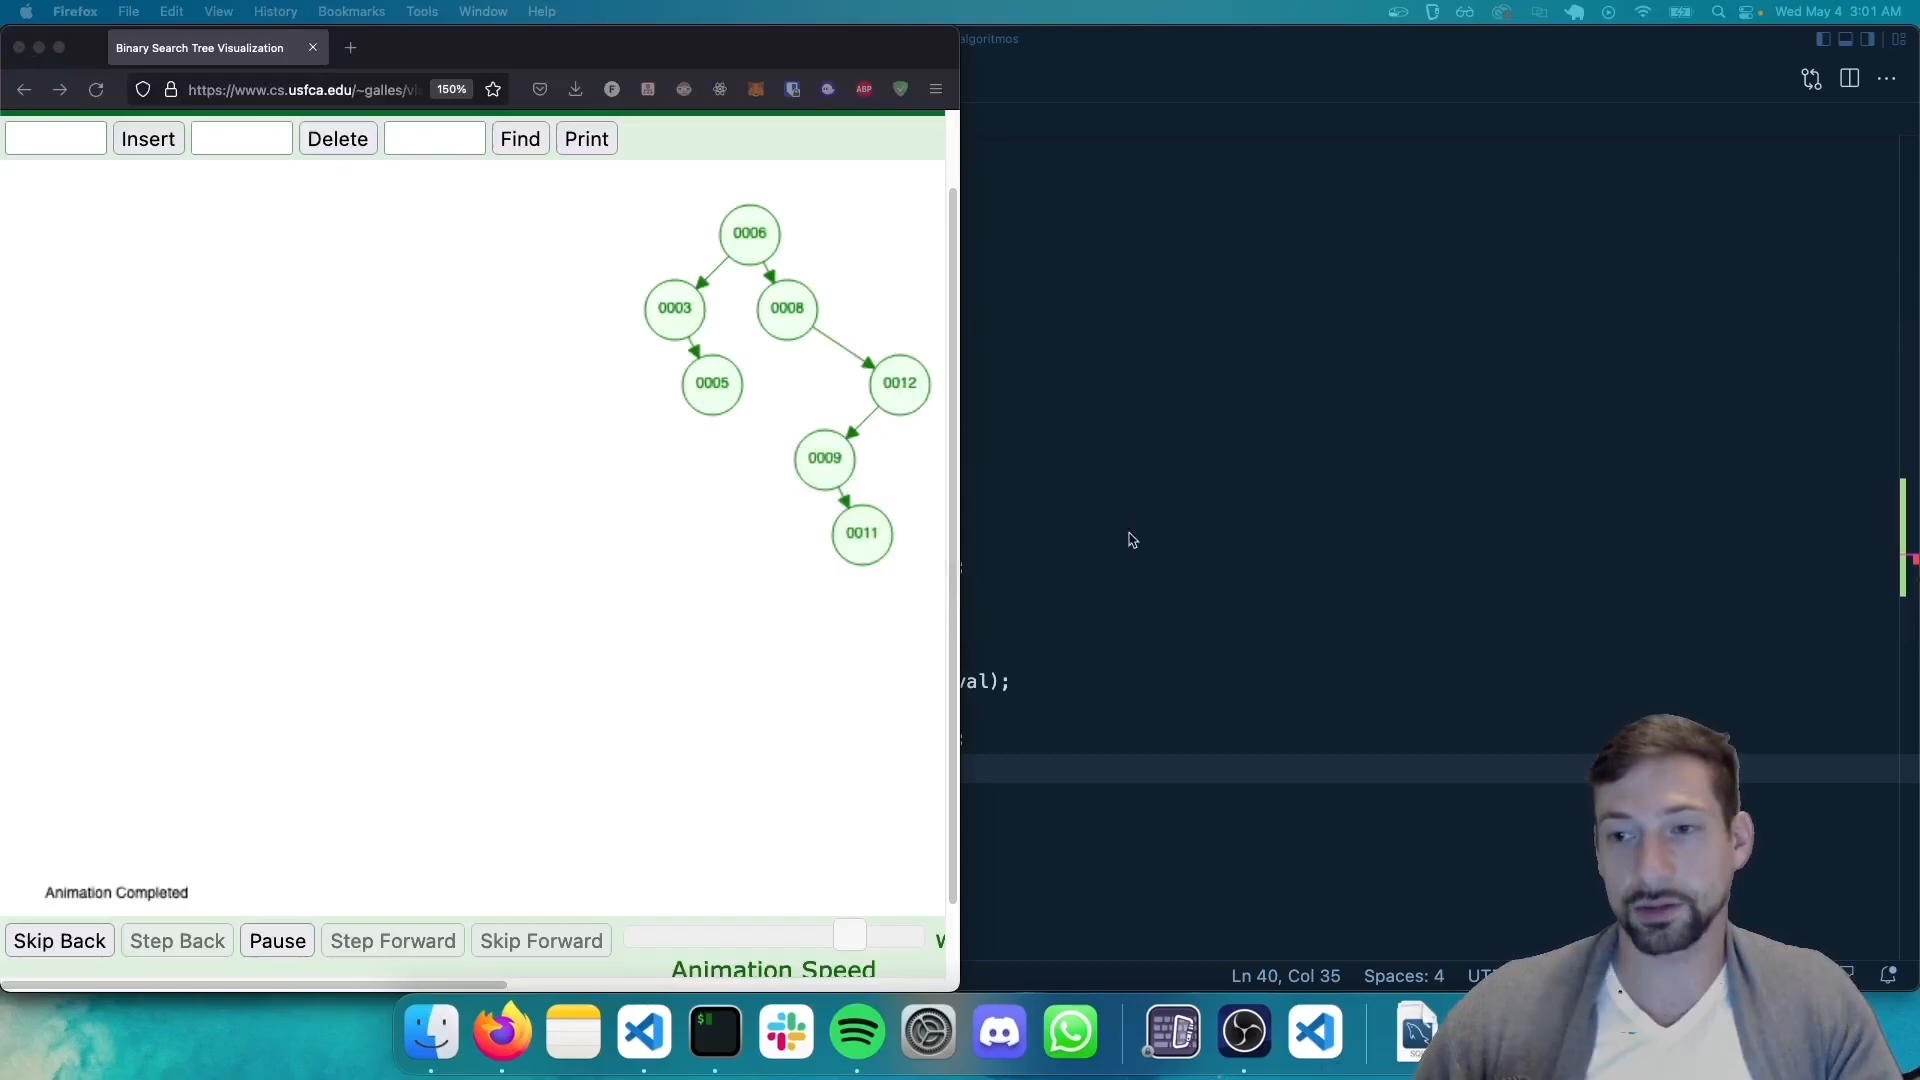 Firefox File Edit View History Bookmarks Tools Window Help
Wed May 4 3:01 AM
Binary Search Tree Visualization
algoritmos
https://www.cs.usfca.edu/~galles/vi
150%
F
ABP
Insert
Delete
Find
Print
0006
0003
0008
0005
0012
0009
0011
;
val);
;
Animation Completed
Skip Back
Step Back
Pause
Step Forward
Skip Forward
Animation Speed
Ln 40, Col 35
Spaces: 4
$